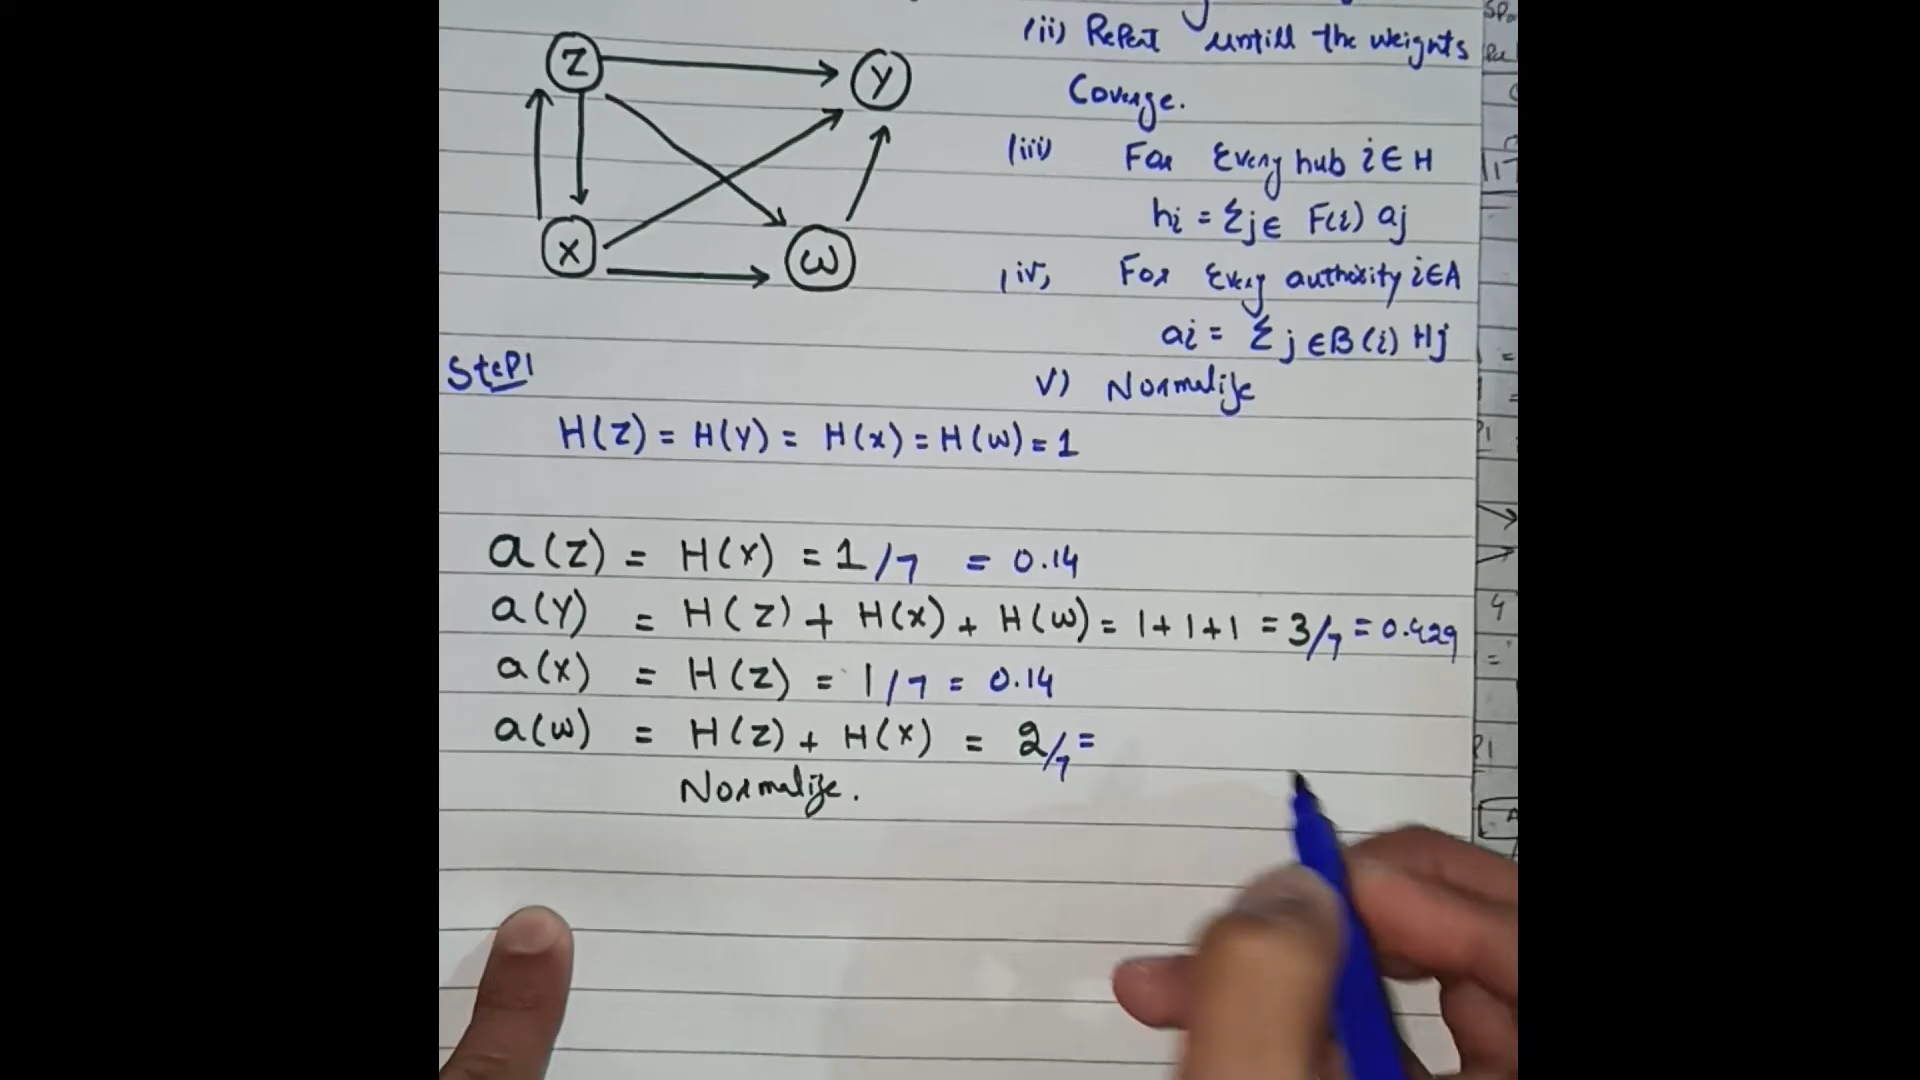 (ii) Repeat untill the weights
Coverge.
(iii) For Every hub i∈H
hi = Σj∈ F(i) aj
(iv) For Every authority i∈A
ai = Σj∈B(i) Hj
v) Normalize
Z
Y
X
W
Step1
H(Z) = H(Y) = H(x) = H(w) = 1
a(Z) = H(X) = 1/7 = 0.14
a(Y) = H(Z) + H(x) + H(w) = 1+1+1 = 3/7 = 0.429
a(x) = H(Z) = 1/7 = 0.14
a(w) = H(Z) + H(x) = 2/7 =
Normalize.